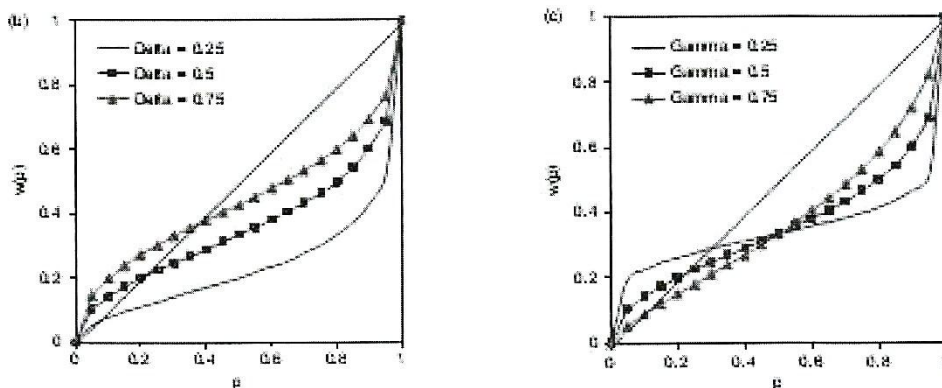 (b)
1
Delta = 0.25
Delta = 0.5
Delta = 0.75
0.8
0.6
w(p)
0.4
0.2
0
0 0.2 0.4 0.6 0.8 1
p
(c)
1
Gamma = 0.25
Gamma = 0.5
Gamma = 0.75
0.8
0.6
w(p)
0.4
0.2
0
0 0.2 0.4 0.6 0.8 1
p